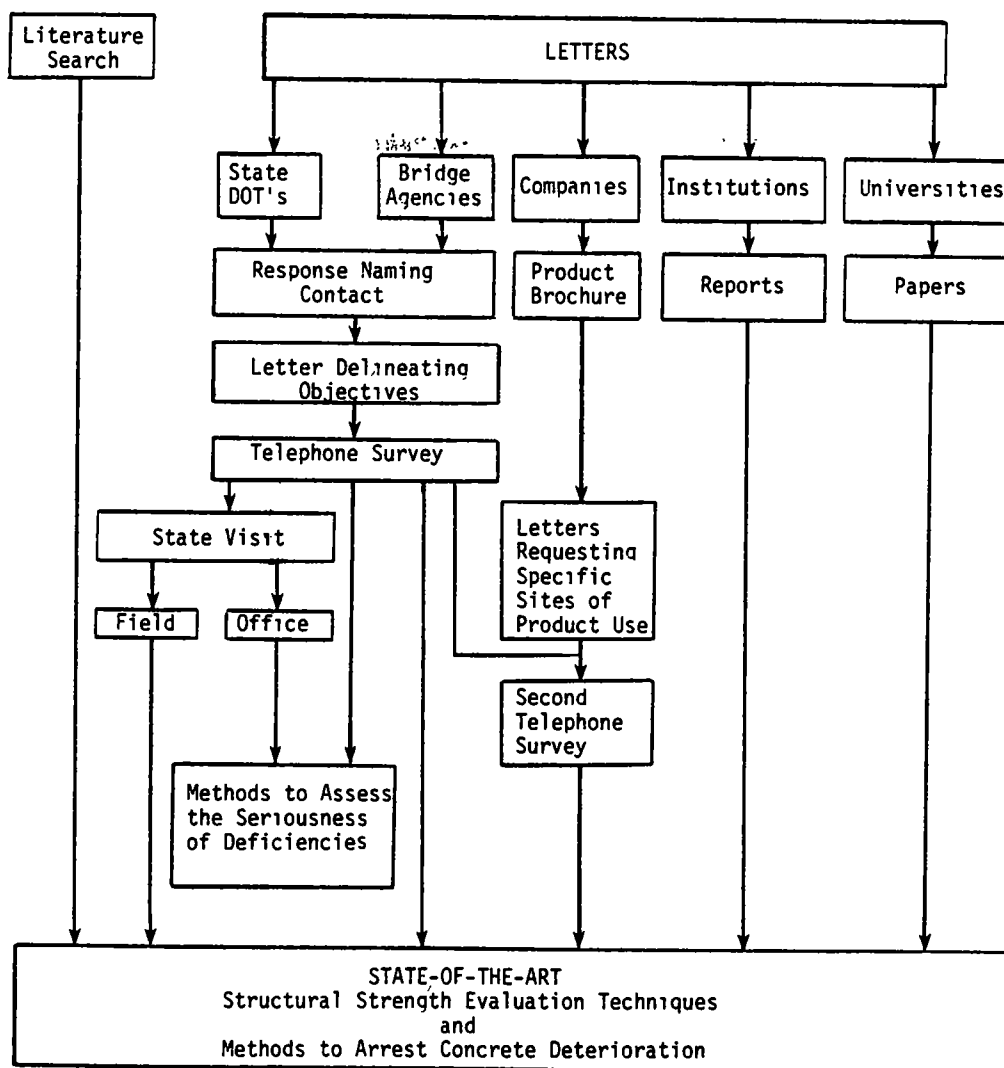 Literature
Search
LETTERS
State
DOT's
Bridge
Agencies
Companies
Institutions
Universities
Response Naming
Contact
Product
Brochure
Reports
Papers
Letter Delineating
Objectives
Telephone Survey
State Visit
Letters
Requesting
Specific
Sites of
Product Use
Field
Office
Second
Telephone
Survey
Methods to Assess
the Seriousness
of Deficiencies
STATE-OF-THE-ART
Structural Strength Evaluation Techniques
and
Methods to Arrest Concrete Deterioration